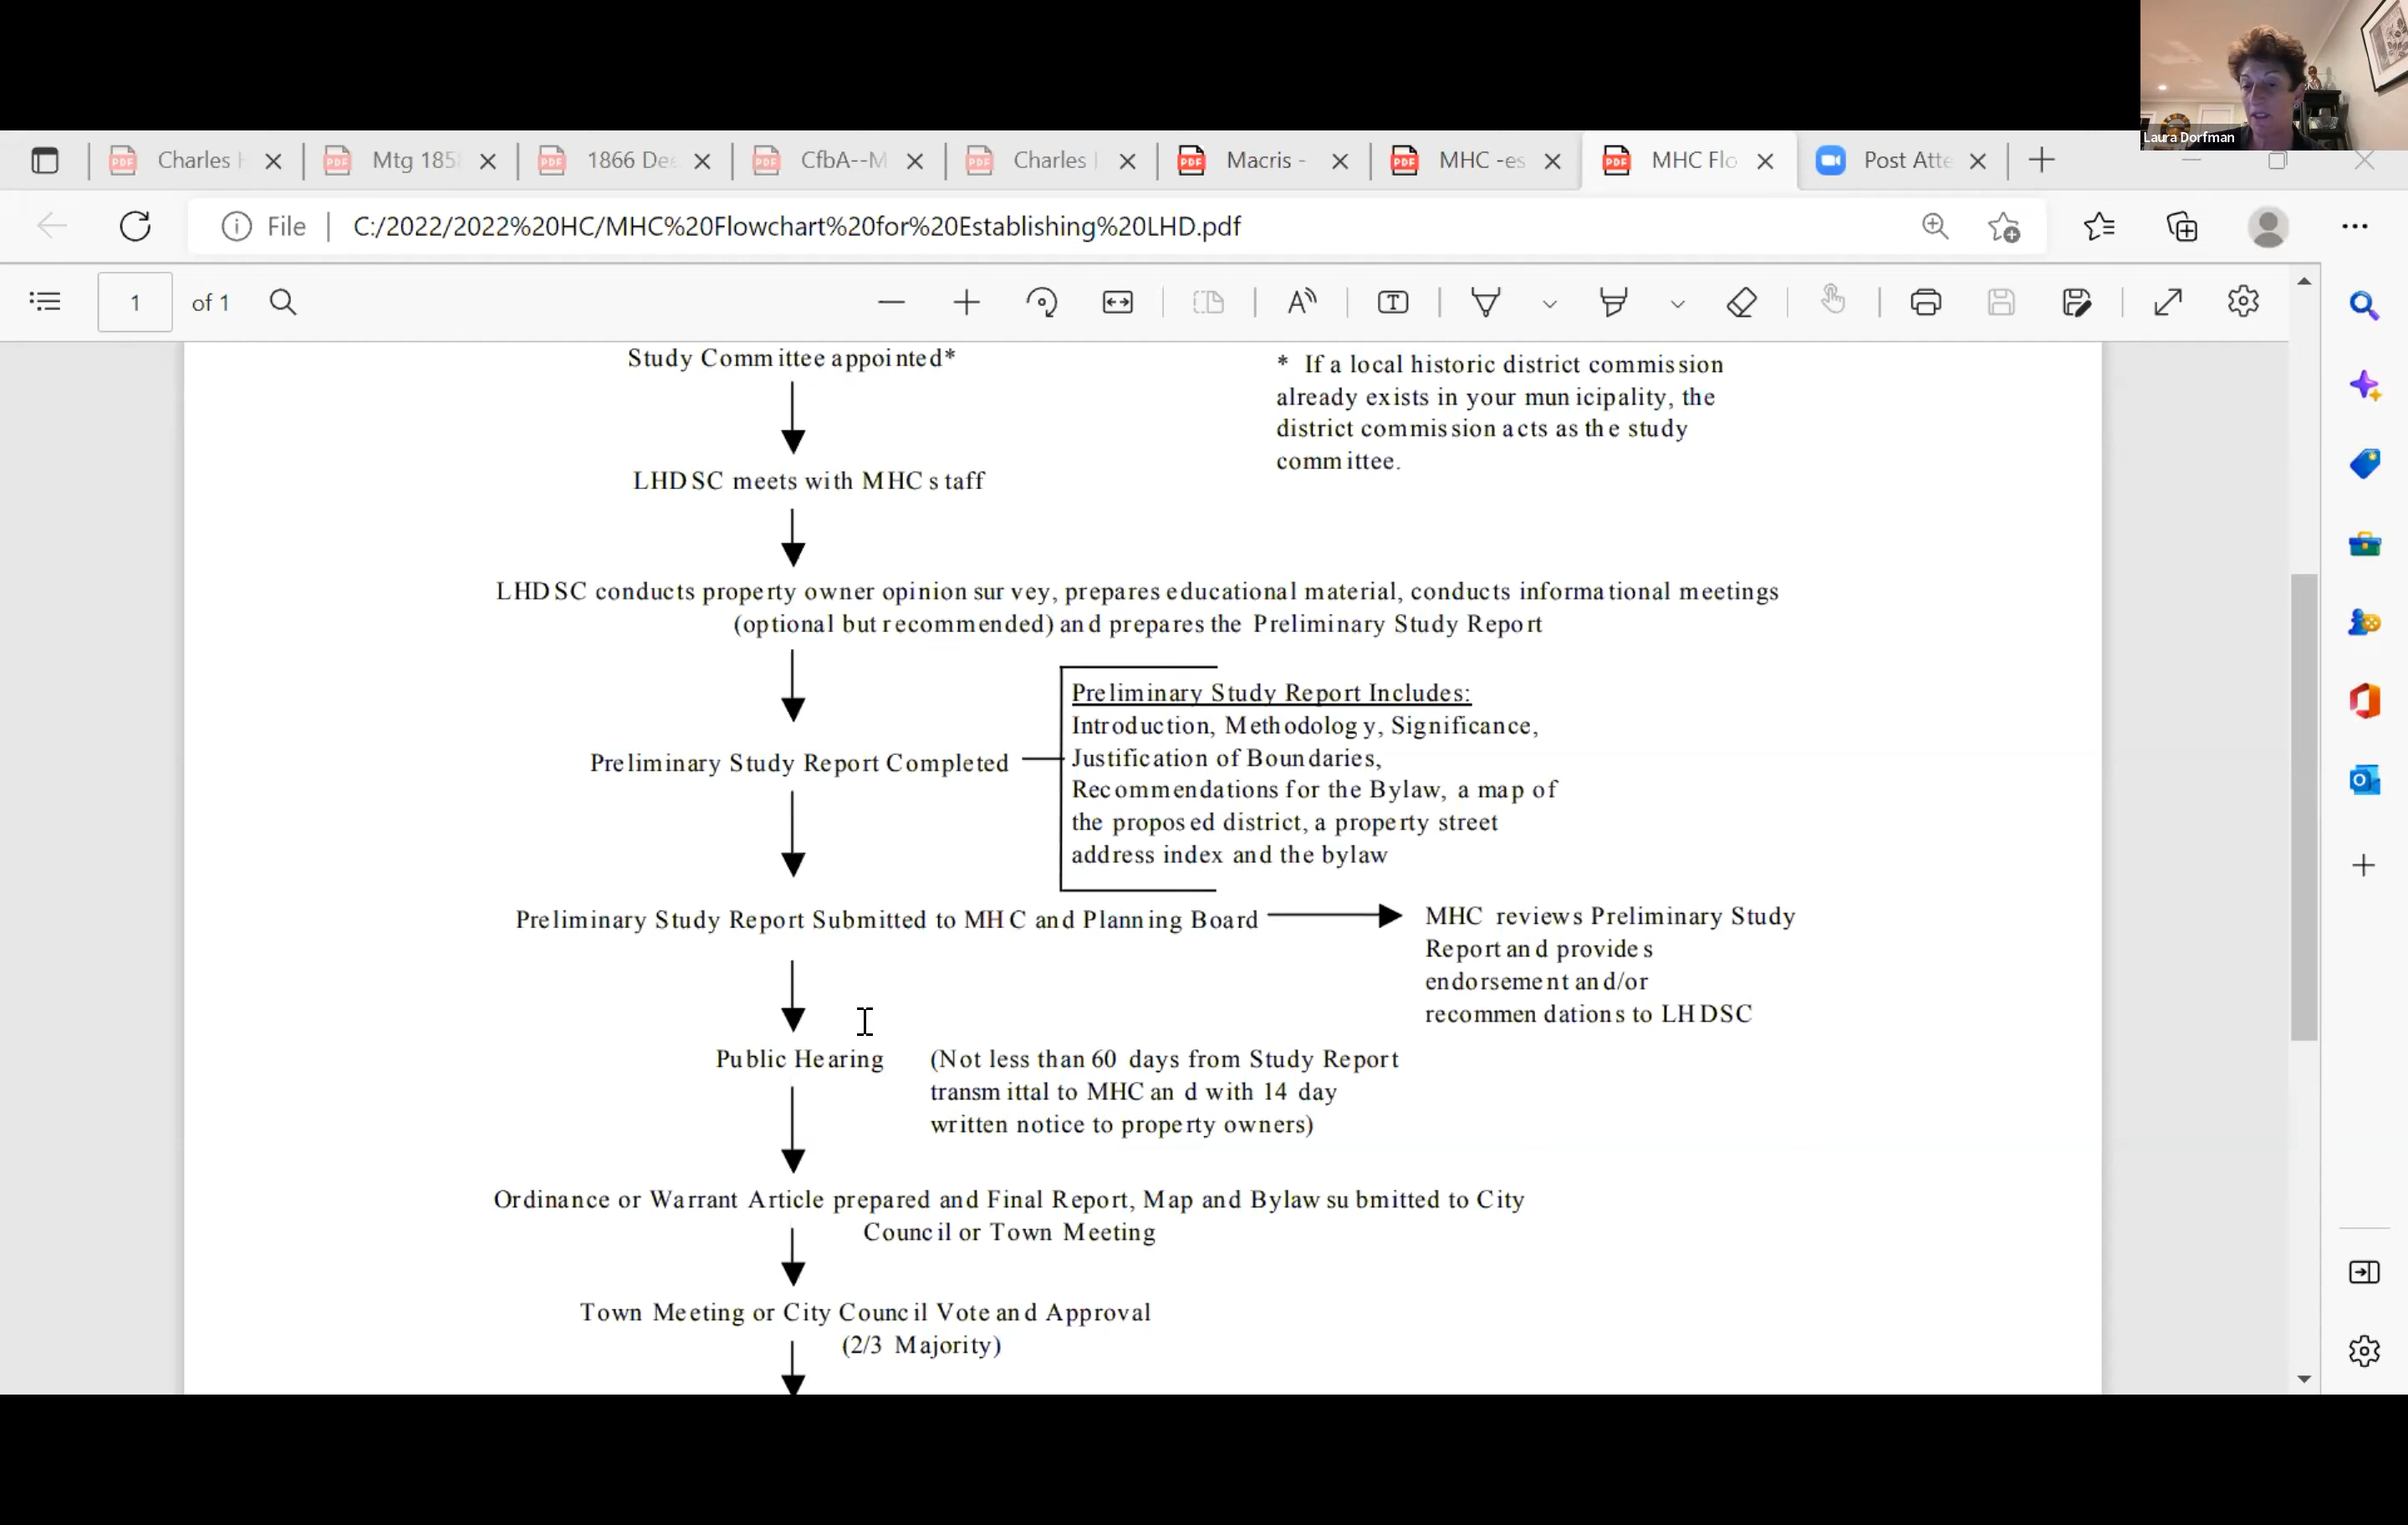 Laura Dorfman
Charles H
Mtg 185
1866 Dee
CfbA--M
Charles
Macris -
MHC -es
MHC Flo
Post Atte
File
C:/2022/2022%20HC/MHC%20Flowchart%20for%20Establishing%20LHD.pdf
1 of 1
Study Committee appointed*
* If a local historic district commission
already exists in your municipality, the
district commission acts as the study
committee.
LHDSC meets with MHC staff
LHDSC conducts property owner opinion survey, prepares educational material, conducts informational meetings
(optional but recommended) and prepares the Preliminary Study Report
Preliminary Study Report Completed
Preliminary Study Report Includes:
Introduction, Methodology, Significance,
Justification of Boundaries,
Recommendations for the Bylaw, a map of
the proposed district, a property street
address index and the bylaw
Preliminary Study Report Submitted to MHC and Planning Board
MHC reviews Preliminary Study
Report and provides
endorsement and/or
recommendations to LHDSC
Public Hearing
(Not less than 60 days from Study Report
transmittal to MHC and with 14 day
written notice to property owners)
Ordinance or Warrant Article prepared and Final Report, Map and Bylaw submitted to City
Council or Town Meeting
Town Meeting or City Council Vote and Approval
(2/3 Majority)